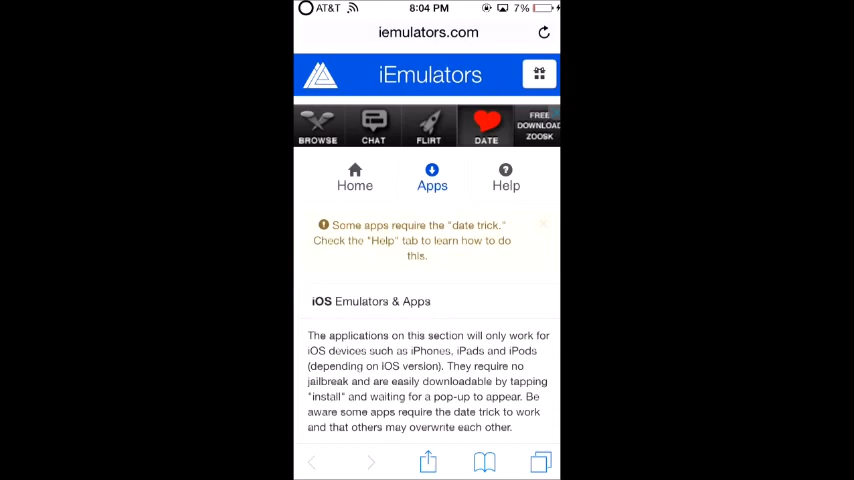 AT&T 8:04 PM 7%
iemulators.com
iEmulators
BROWSE CHAT FLIRT DATE FREE DOWNLOAD ZOOSK
Home Apps Help
Some apps require the "date trick."
Check the "Help" tab to learn how to do
this.
iOS Emulators & Apps
The applications on this section will only work for
iOS devices such as iPhones, iPads and iPods
(depending on iOS version). They require no
jailbreak and are easily downloadable by tapping
"install" and waiting for a pop-up to appear. Be
aware some apps require the date trick to work
and that others may overwrite each other.